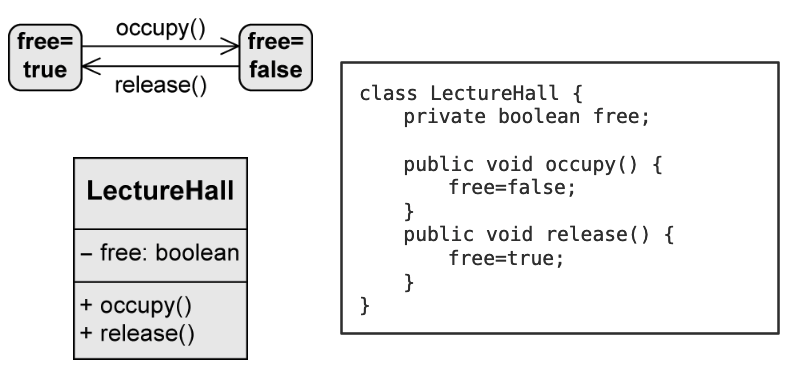 occupy()
free=
true
free=
false
release()
LectureHall
– free: boolean
+ occupy()
+ release()
class LectureHall {
    private boolean free;

    public void occupy() {
        free=false;
    }
    public void release() {
        free=true;
    }
}